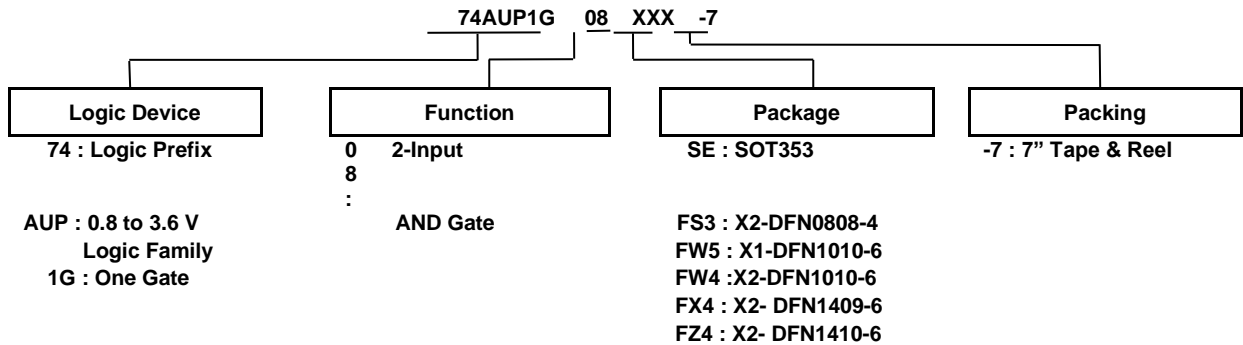 74AUP1G 08 XXX -7
Logic Device
Function
Package
Packing
74 : Logic Prefix
08 :
2-Input
SE : SOT353
-7 : 7” Tape & Reel
AUP : 0.8 to 3.6 V
Logic Family
1G : One Gate
AND Gate
FS3 : X2-DFN0808-4
FW5 : X1-DFN1010-6
FW4 :X2-DFN1010-6
FX4 : X2- DFN1409-6
FZ4 : X2- DFN1410-6